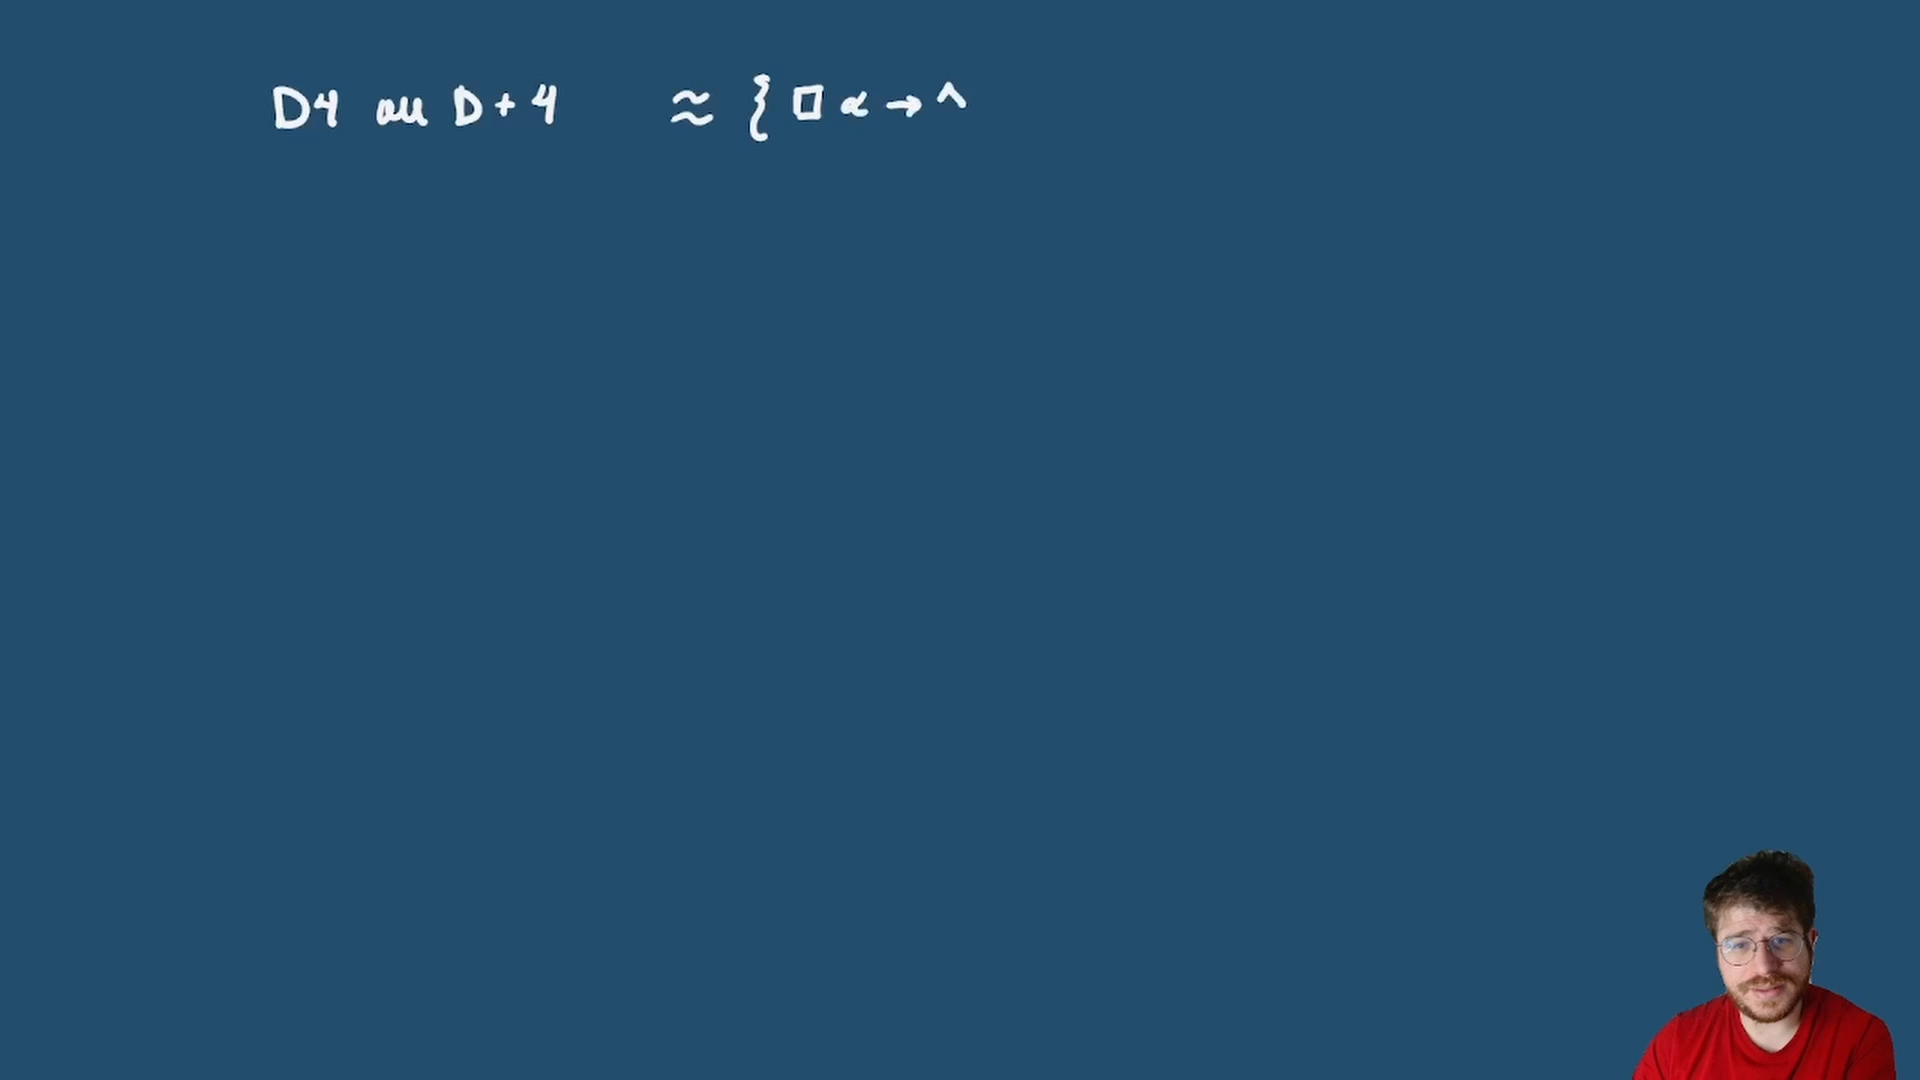 D4 ou D+4 ≈ { □ α → ^